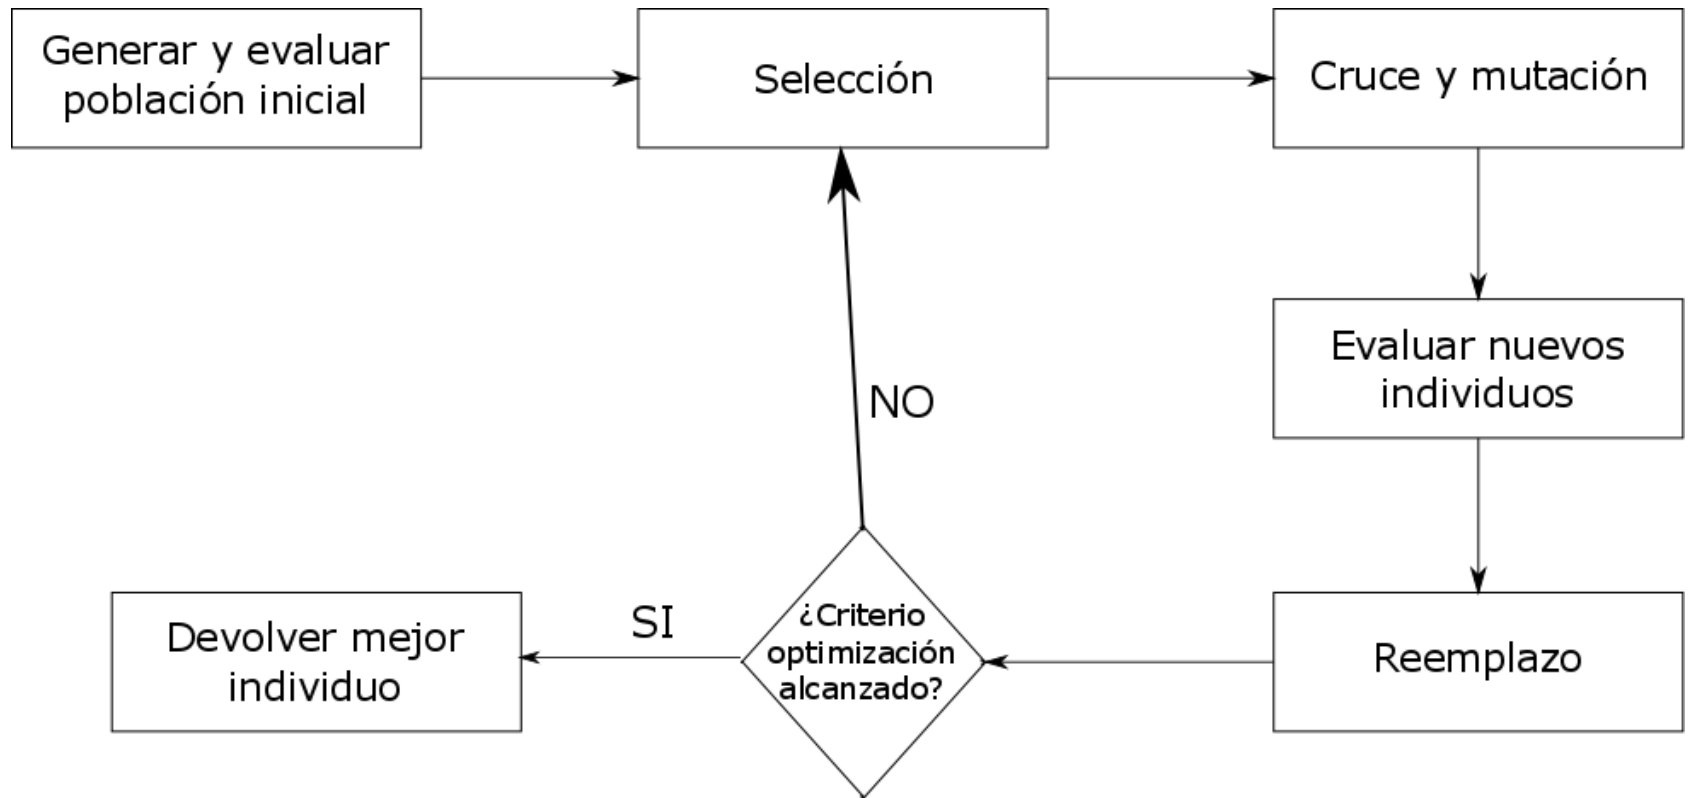 Generar y evaluar
población inicial
Selección
Cruce y mutación
Evaluar nuevos
individuos
Reemplazo
¿Criterio
optimización
alcanzado?
NO
SI
Devolver mejor
individuo